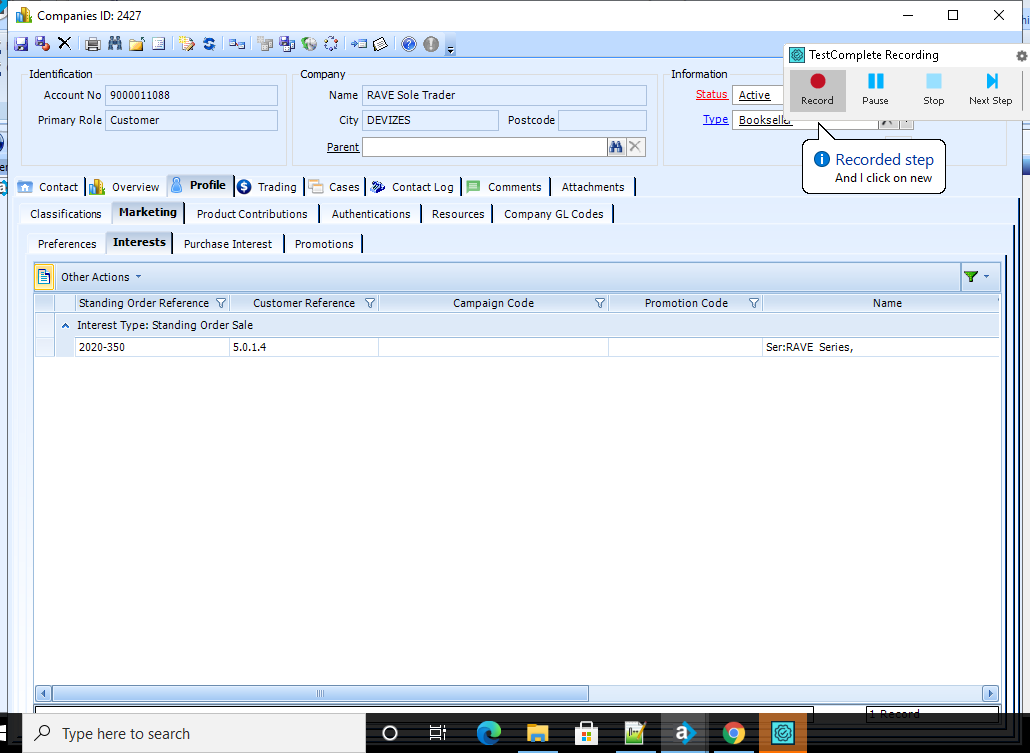 Companies ID: 2427
TestComplete Recording
Record Pause Stop Next Step
Recorded step
And I click on new
Identification
Account No 9000011088
Primary Role Customer
Company
Name RAVE Sole Trader
City DEVIZES Postcode
Parent
Information
Status Active
Type
Contact Overview Profile Trading Cases Contact Log Comments Attachments
Classifications Marketing Product Contributions Authentications Resources Company GL Codes
Preferences Interests Purchase Interest Promotions
Other Actions
Standing Order Reference Customer Reference Campaign Code Promotion Code Name
Interest Type: Standing Order Sale
2020-350 5.0.1.4 Ser:RAVE Series,
1 Record
Type here to search